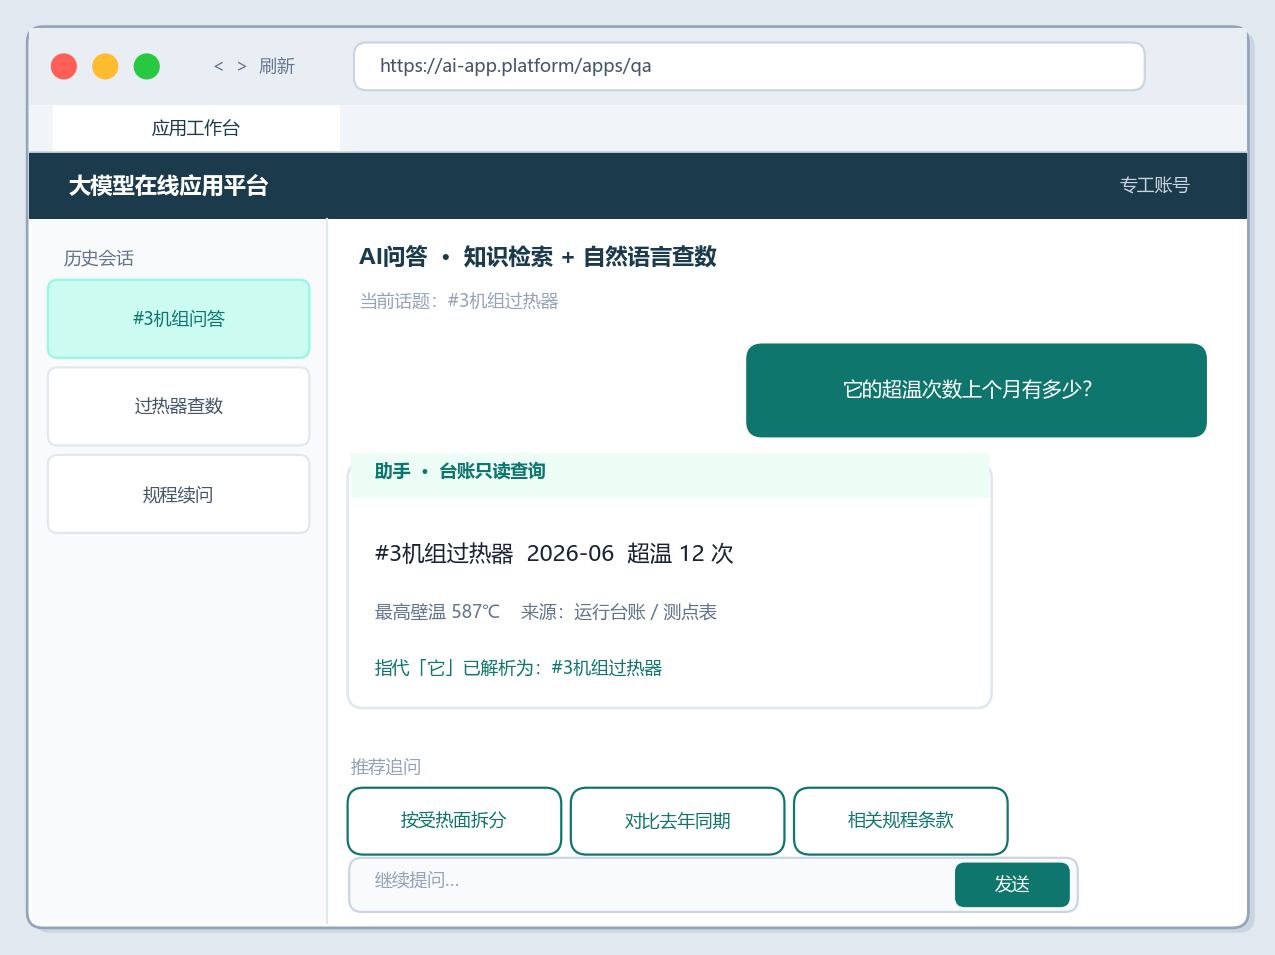 < > 刷新 https://ai-app.platform/apps/qa
应用工作台
大模型在线应用平台 专工账号
历史会话
#3机组问答
过热器查数
规程续问
AI问答 • 知识检索 + 自然语言查数
当前话题：#3机组过热器
它的超温次数上个月有多少？
助手 • 台账只读查询
#3机组过热器 2026-06 超温 12 次
最高壁温 587℃ 来源：运行台账 / 测点表
指代「它」已解析为：#3机组过热器
推荐追问
按受热面拆分 对比去年同期 相关规程条款
继续提问… 发送